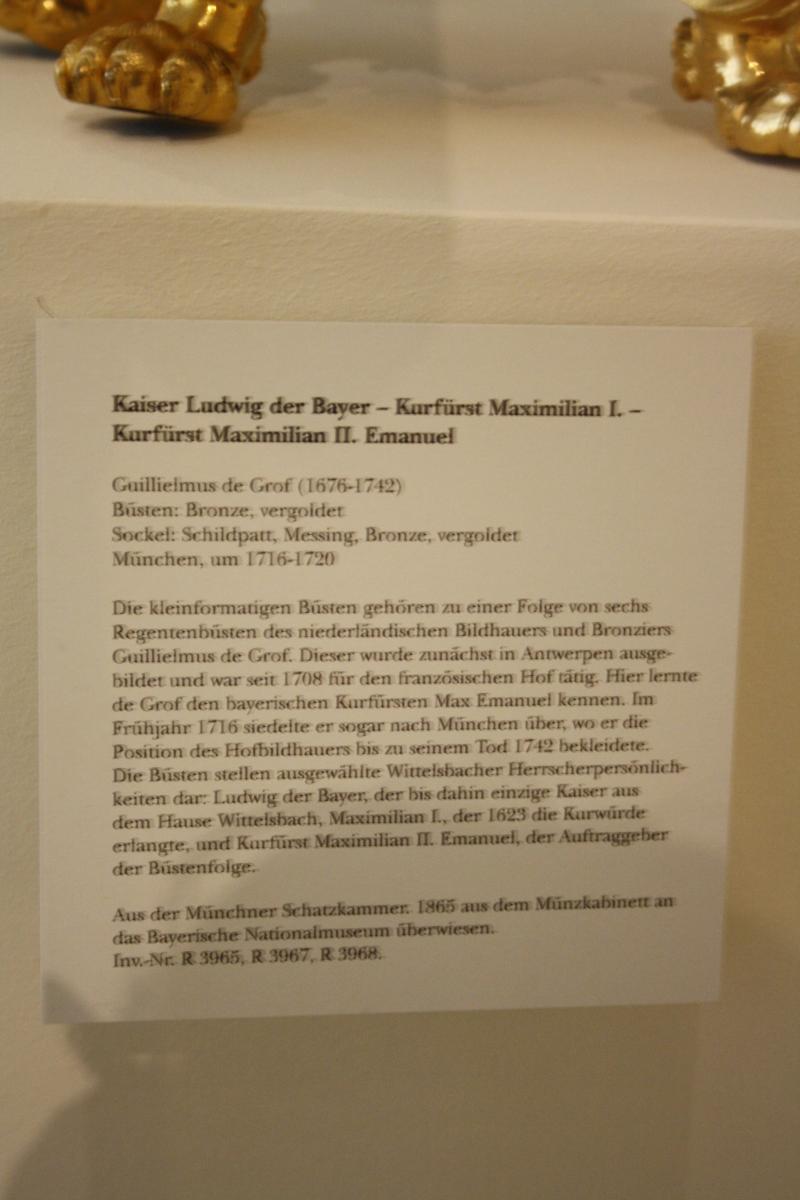 Kaiser Ludwig der Bayer – Kurfürst Maximilian I. –
Kurfürst Maximilian II. Emanuel
Guillielmus de Grof (1676-1742)
Büsten: Bronze, vergoldet
Sockel: Schildpatt, Messing, Bronze, vergoldet
München, um 1716-1720
Die kleinformatigen Büsten gehören zu einer Folge von sechs
Regentenbüsten des niederländischen Bildhauers und Bronziers
Guillielmus de Grof. Dieser wurde zunächst in Antwerpen ausge-
bildet und war seit 1708 für den französischen Hof tätig. Hier lernte
de Grof den bayerischen Kurfürsten Max Emanuel kennen. Im
Frühjahr 1716 siedelte er sogar nach München über, wo er die
Position des Hofbildhauers bis zu seinem Tod 1742 bekleidete.
Die Büsten stellen ausgewählte Wittelsbacher Herrscherpersönlich-
keiten dar: Ludwig der Bayer, der bis dahin einzige Kaiser aus
dem Hause Wittelsbach, Maximilian I., der 1623 die Kurwürde
erlangte, und Kurfürst Maximilian II. Emanuel, der Auftraggeber
der Büstenfolge.
Aus der Münchner Schatzkammer. 1865 aus dem Münzkabinett an
das Bayerische Nationalmuseum überwiesen.
Inv.-Nr. R 3965, R 3967, R 3968.